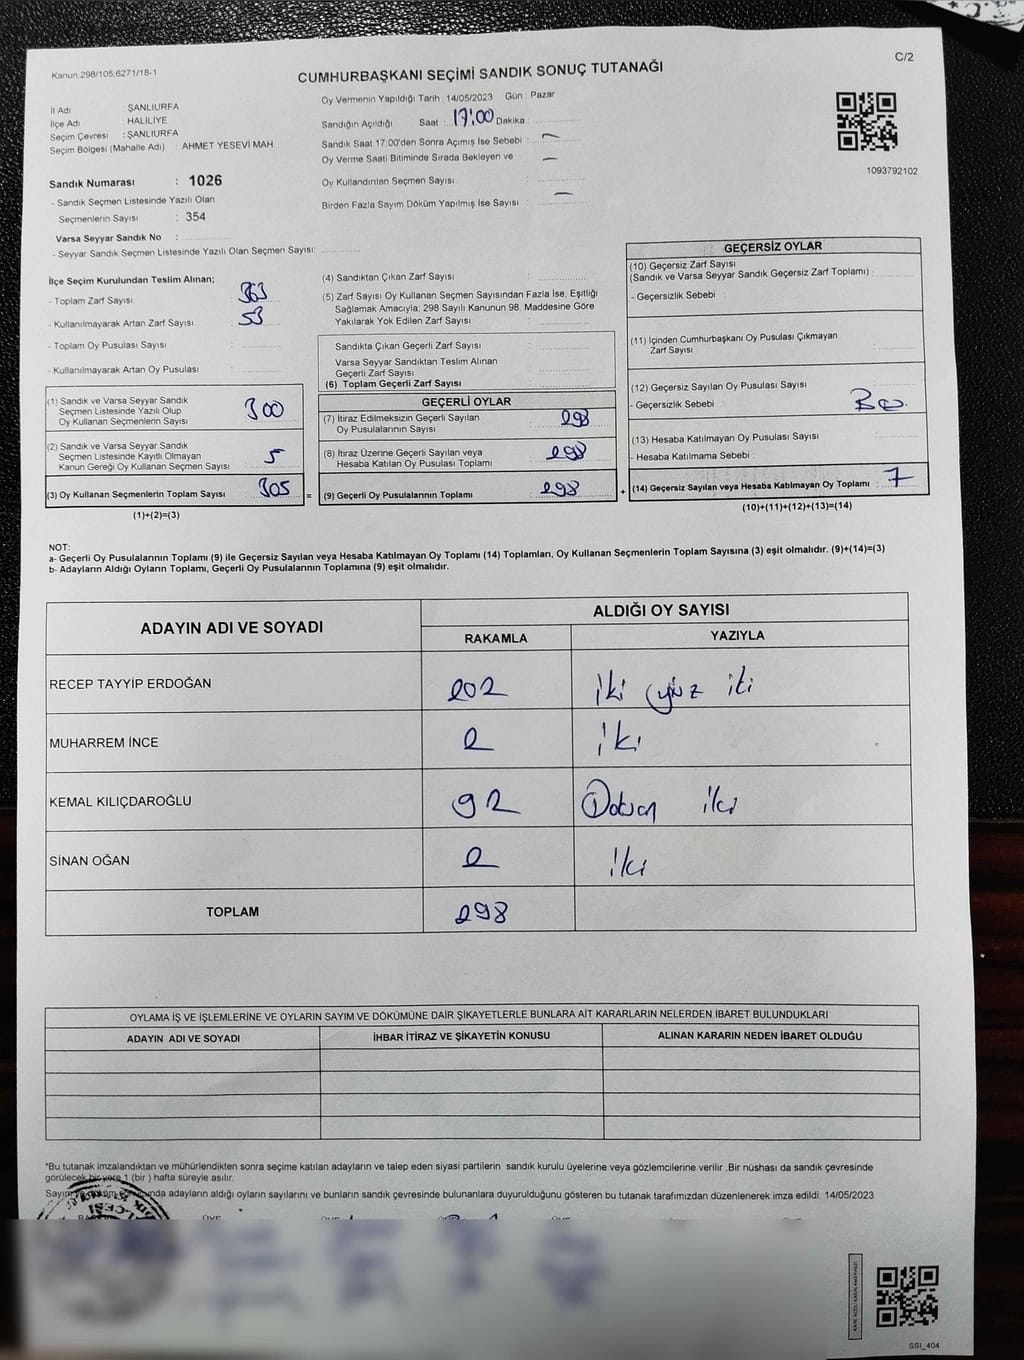 Kanun 298/105.6271/18-1
C/2
CUMHURBAŞKANI SEÇİMİ SANDIK SONUÇ TUTANAĞI
İl Adı : ŞANLIURFA
İlçe Adı : HALİLİYE
Seçim Çevresi : ŞANLIURFA
Seçim Bölgesi (Mahalle Adı) : AHMET YESEVİ MAH.
Sandık Numarası : 1026
- Sandık Seçmen Listesinde Yazılı Olan
Seçmenlerin Sayısı : 354
Varsa Seyyar Sandık No :
- Seyyar Sandık Seçmen Listesinde Yazılı Olan Seçmen Sayısı:
Oy Vermenin Yapıldığı Tarih : 14/05/2023 Gün : Pazar
Sandığın Açıldığı Saat : 17:00 Dakika :
Sandık Saat 17:00'den Sonra Açımış İse Sebebi : —
Oy Verme Saati Bitiminde Sırada Bekleyen ve —
Oy Kullandırılan Seçmen Sayısı :
Birden Fazla Sayım Döküm Yapılmış İse Sayısı : —
1093792102
İlçe Seçim Kurulundan Teslim Alınan;
- Toplam Zarf Sayısı : 363
- Kullanılmayarak Artan Zarf Sayısı : 53
- Toplam Oy Pusulası Sayısı :
- Kullanılmayarak Artan Oy Pusulası :
(1) Sandık ve Varsa Seyyar Sandık
Seçmen Listesinde Yazılı Olup
Oy Kullanan Seçmenlerin Sayısı : 300
(2) Sandık ve Varsa Seyyar Sandık
Seçmen Listesinde Kayıtlı Olmayan
Kanun Gereği Oy Kullanan Seçmen Sayısı : 5
(3) Oy Kullanan Seçmenlerin Toplam Sayısı : 305 =
(1)+(2)=(3)
(4) Sandıktan Çıkan Zarf Sayısı :
(5) Zarf Sayısı Oy Kullanan Seçmen Sayısından Fazla İse, Eşitliği
Sağlamak Amacıyla; 298 Sayılı Kanunun 98. Maddesine Göre
Yakılarak Yok Edilen Zarf Sayısı :
Sandıkta Çıkan Geçerli Zarf Sayısı :
Varsa Seyyar Sandıktan Teslim Alınan
Geçerli Zarf Sayısı :
(6) Toplam Geçerli Zarf Sayısı :
GEÇERLİ OYLAR
(7) İtiraz Edilmeksizin Geçerli Sayılan
Oy Pusulalarının Sayısı : 298
(8) İtiraz Üzerine Geçerli Sayılan veya
Hesaba Katılan Oy Pusulası Toplamı : 298
(9) Geçerli Oy Pusulalarının Toplamı : 298 +
GEÇERSİZ OYLAR
(10) Geçersiz Zarf Sayısı
(Sandık ve Varsa Seyyar Sandık Geçersiz Zarf Toplamı) :
- Geçersizlik Sebebi :
(11) İçinden Cumhurbaşkanı Oy Pusulası Çıkmayan
Zarf Sayısı :
(12) Geçersiz Sayılan Oy Pusulası Sayısı :
- Geçersizlik Sebebi :
(13) Hesaba Katılmayan Oy Pusulası Sayısı :
- Hesaba Katılmama Sebebi :
(14) Geçersiz Sayılan veya Hesaba Katılmayan Oy Toplamı : 7
(10)+(11)+(12)+(13)=(14)
NOT:
a- Geçerli Oy Pusulalarının Toplamı (9) ile Geçersiz Sayılan veya Hesaba Katılmayan Oy Toplamı (14) Toplamları, Oy Kullanan Seçmenlerin Toplam Sayısına (3) eşit olmalıdır. (9)+(14)=(3)
b- Adayların Aldığı Oyların Toplamı, Geçerli Oy Pusulalarının Toplamına (9) eşit olmalıdır.
ADAYIN ADI VE SOYADI
ALDIĞI OY SAYISI
RAKAMLA YAZIYLA
RECEP TAYYİP ERDOĞAN 202 iki yüz iki
MUHARREM İNCE 2 iki
KEMAL KILIÇDAROĞLU 92 Doksan iki
SİNAN OĞAN 2 iki
TOPLAM 298
OYLAMA İŞ VE İŞLEMLERİNE VE OYLARIN SAYIM VE DÖKÜMÜNE DAİR ŞİKAYETLERLE BUNLARA AİT KARARLARIN NELERDEN İBARET BULUNDUKLARI
ADAYIN ADI VE SOYADI İHBAR İTİRAZ VE ŞİKAYETİN KONUSU ALINAN KARARIN NEDEN İBARET OLDUĞU
*Bu tutanak imzalandıktan ve mühürlendikten sonra seçime katılan adayların ve talep eden siyasi partilerin sandık kurulu üyelerine veya gözlemcilerine verilir .Bir nüshası da sandık çevresinde
görülecek bir yere 1 (bir ) hafta süreyle asılır.
Sayım adayların aldığı oyların sayılarını ve bunların sandık çevresinde bulunanlara duyurulduğunu gösteren bu tutanak tarafımızdan düzenlenerek imza edildi. 14/05/2023
SSI_404